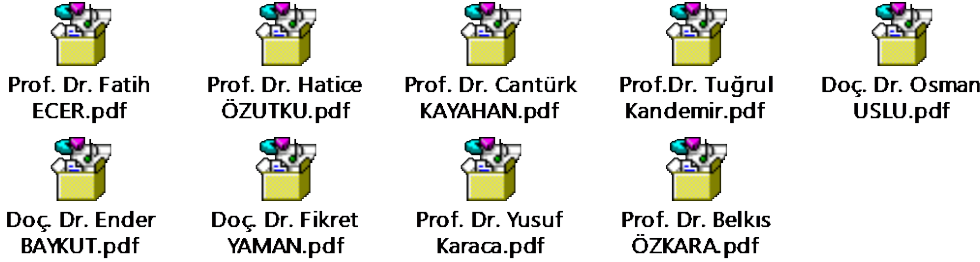 Prof. Dr. Fatih
ECER.pdf
Prof. Dr. Hatice
ÖZUTKU.pdf
Prof. Dr. Cantürk
KAYAHAN.pdf
Prof.Dr. Tuğrul
Kandemir.pdf
Doç. Dr. Osman
USLU.pdf
Doç. Dr. Ender
BAYKUT.pdf
Doç. Dr. Fikret
YAMAN.pdf
Prof. Dr. Yusuf
Karaca.pdf
Prof. Dr. Belkıs
ÖZKARA.pdf